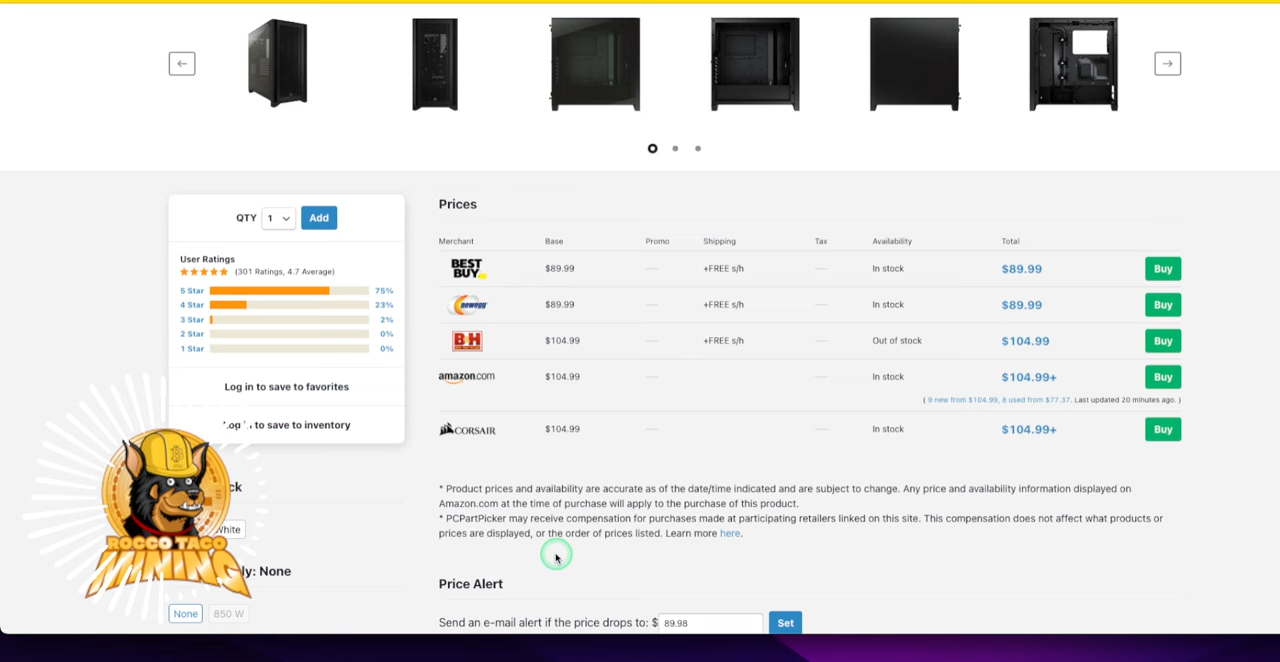 QTY 1 Add
User Ratings
(301 Ratings, 4.7 Average)
5 Star 75%
4 Star 23%
3 Star 2%
2 Star 0%
1 Star 0%
Log in to save to favorites
to save to inventory
White
None 850 W
ROCCO TACO
MINING
Prices
Merchant Base Promo Shipping Tax Availability Total
BEST BUY $89.99 — +FREE s/h — In stock $89.99 Buy
newegg $89.99 — +FREE s/h — In stock $89.99 Buy
B&H $104.99 — +FREE s/h — Out of stock $104.99 Buy
amazon.com $104.99 — — In stock $104.99+ Buy
( 9 new from $104.99, 8 used from $77.37. Last updated 20 minutes ago. )
CORSAIR $104.99 — — In stock $104.99+ Buy
* Product prices and availability are accurate as of the date/time indicated and are subject to change. Any price and availability information displayed on
Amazon.com at the time of purchase will apply to the purchase of this product.
* PCPartPicker may receive compensation for purchases made at participating retailers linked on this site. This compensation does not affect what products or
prices are displayed, or the order of prices listed. Learn more here.
Price Alert
Send an e-mail alert if the price drops to: $ 89.98 Set